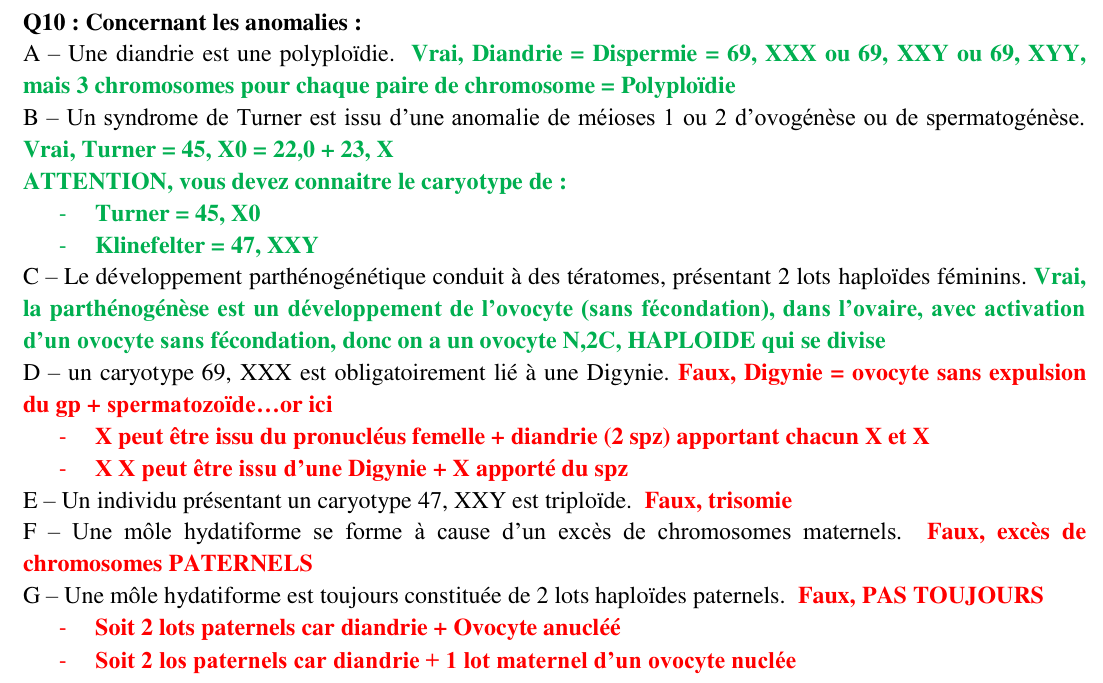 Q10 : Concernant les anomalies :
A – Une diandrie est une polyploïdie. Vrai, Diandrie = Dispermie = 69, XXX ou 69, XXY ou 69, XYY,
mais 3 chromosomes pour chaque paire de chromosome = Polyploïdie
B – Un syndrome de Turner est issu d’une anomalie de méioses 1 ou 2 d’ovogénèse ou de spermatogénèse.
Vrai, Turner = 45, X0 = 22,0 + 23, X
ATTENTION, vous devez connaitre le caryotype de :
- Turner = 45, X0
- Klinefelter = 47, XXY
C – Le développement parthénogénétique conduit à des tératomes, présentant 2 lots haploïdes féminins. Vrai,
la parthénogénèse est un développement de l’ovocyte (sans fécondation), dans l’ovaire, avec activation
d’un ovocyte sans fécondation, donc on a un ovocyte N,2C, HAPLOIDE qui se divise
D – un caryotype 69, XXX est obligatoirement lié à une Digynie. Faux, Digynie = ovocyte sans expulsion
du gp + spermatozoïde…or ici
- X peut être issu du pronucléus femelle + diandrie (2 spz) apportant chacun X et X
- X X peut être issu d’une Digynie + X apporté du spz
E – Un individu présentant un caryotype 47, XXY est triploïde. Faux, trisomie
F – Une môle hydatiforme se forme à cause d’un excès de chromosomes maternels. Faux, excès de
chromosomes PATERNELS
G – Une môle hydatiforme est toujours constituée de 2 lots haploïdes paternels. Faux, PAS TOUJOURS
- Soit 2 lots paternels car diandrie + Ovocyte anucléé
- Soit 2 los paternels car diandrie + 1 lot maternel d’un ovocyte nuclée